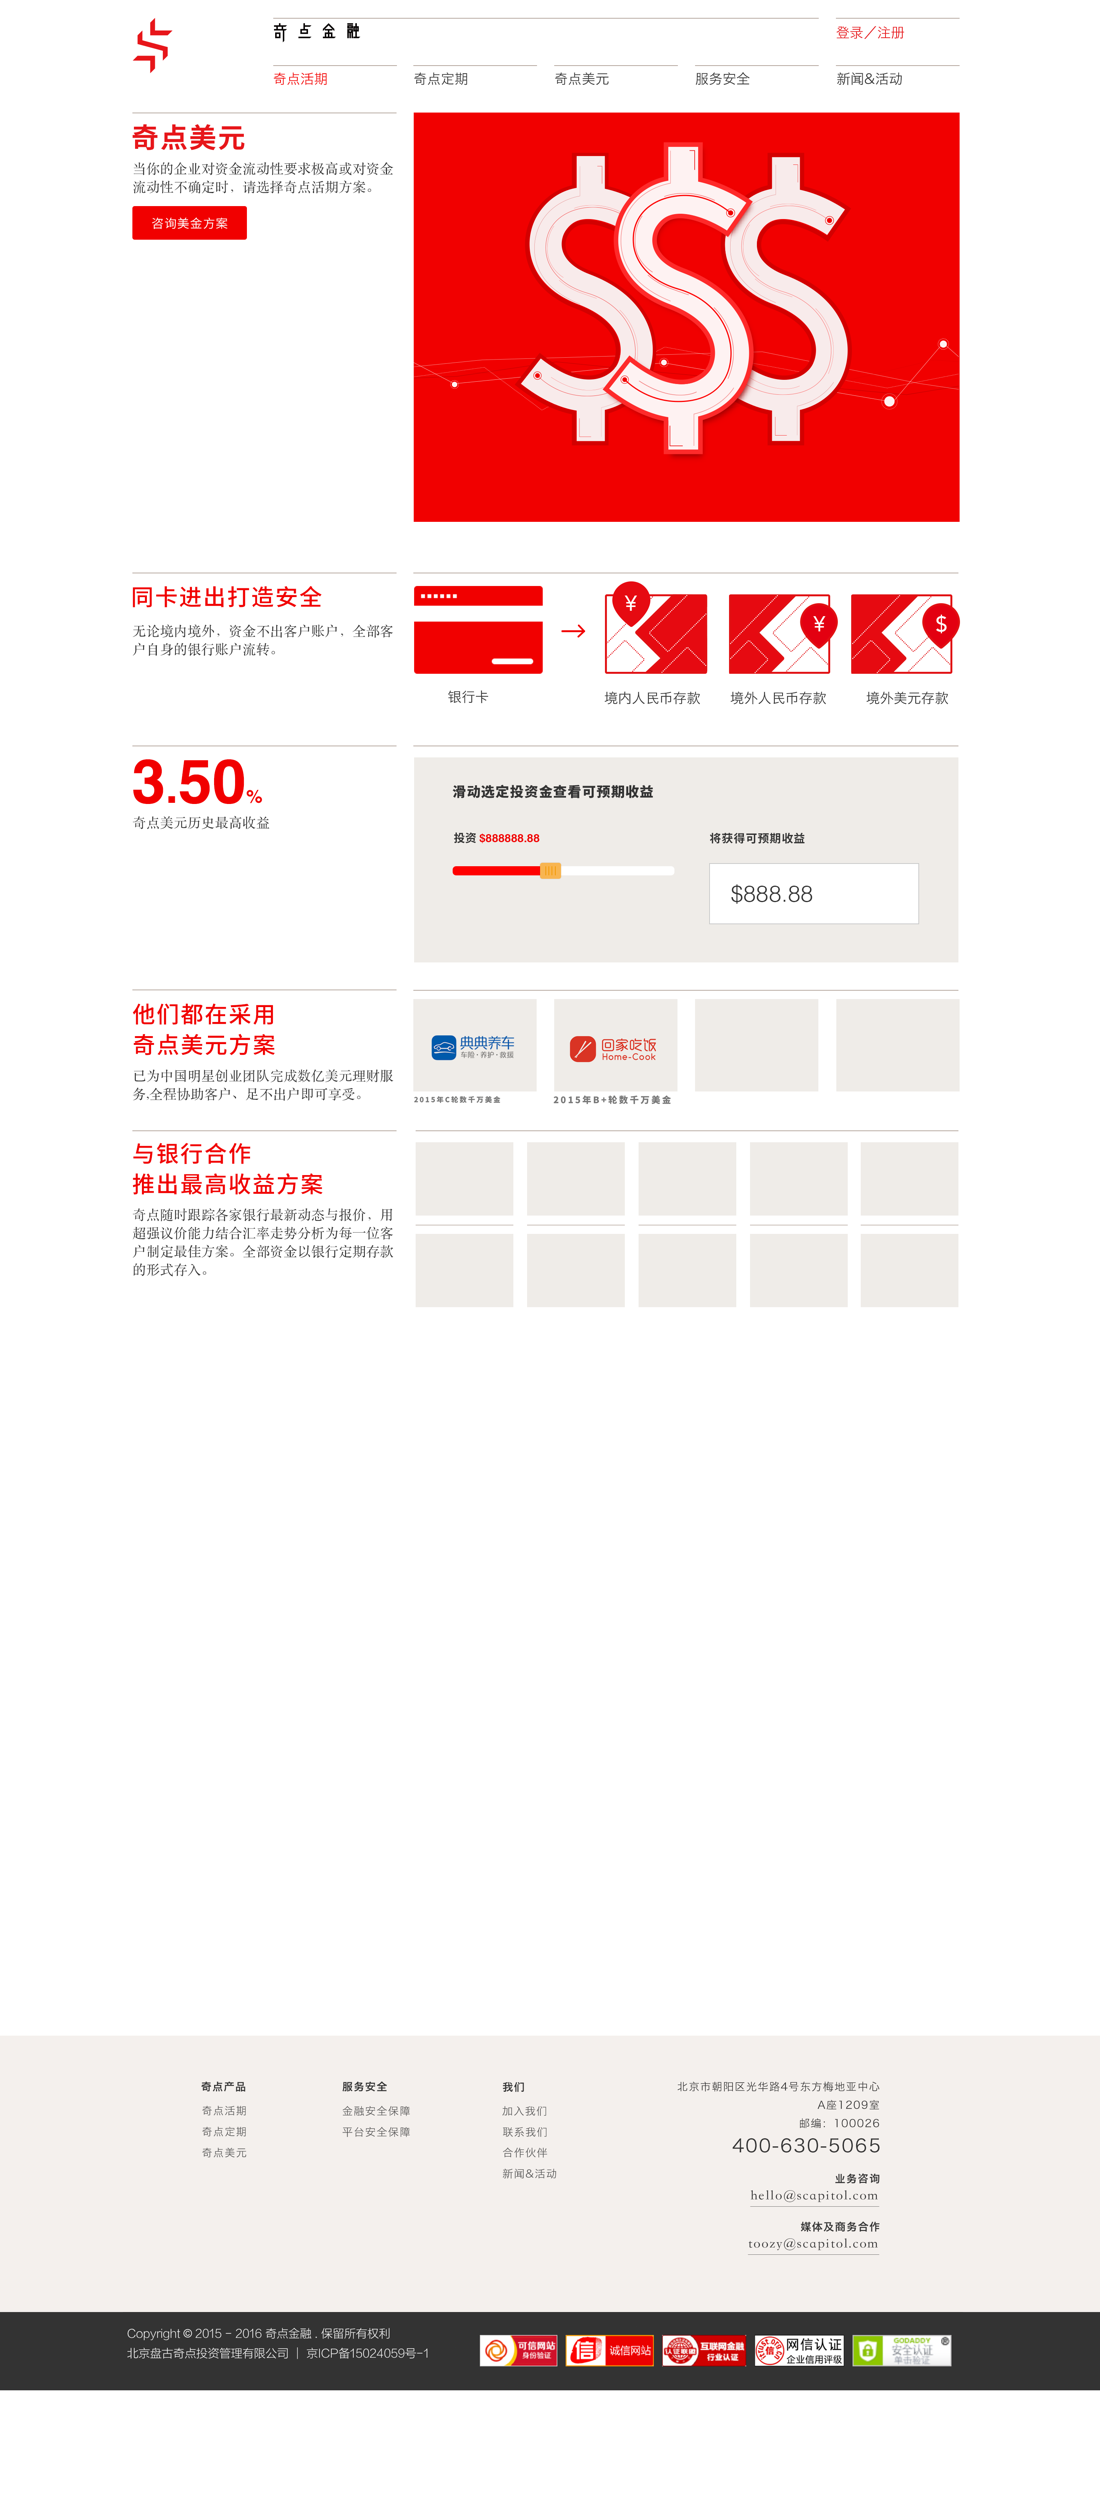 奇点金融
登录／注册
奇点活期
奇点定期
奇点美元
服务安全
新闻&活动
奇点美元
当你的企业对资金流动性要求极高或对资金
流动性不确定时，请选择奇点活期方案。
咨询美金方案
同卡进出打造安全
无论境内境外，资金不出客户账户，全部客
户自身的银行账户流转。
¥
¥
$
银行卡
境内人民币存款
境外人民币存款
境外美元存款
3.50%
奇点美元历史最高收益
滑动选定投资金查看可预期收益
投资 $888888.88
将获得可预期收益
$888.88
他们都在采用
奇点美元方案
已为中国明星创业团队完成数亿美元理财服
务,全程协助客户、足不出户即可享受。
典典养车
车险·养护·救援
回家吃饭
Home-Cook
2015年C轮数千万美金
2015年B+轮数千万美金
与银行合作
推出最高收益方案
奇点随时跟踪各家银行最新动态与报价，用
超强议价能力结合汇率走势分析为每一位客
户制定最佳方案。全部资金以银行定期存款
的形式存入。
奇点产品
奇点活期
奇点定期
奇点美元
服务安全
金融安全保障
平台安全保障
我们
加入我们
联系我们
合作伙伴
新闻&活动
北京市朝阳区光华路4号东方梅地亚中心
A座1209室
邮编：100026
400-630-5065
业务咨询
hello@scapitol.com
媒体及商务合作
toozy@scapitol.com
Copyright © 2015 - 2016 奇点金融 . 保留所有权利
北京盘古奇点投资管理有限公司 ｜ 京ICP备15024059号-1
可信网站
身份验证
信
诚信网站
认证联盟
互联网金融
行业认证
信
网信认证
企业信用评级
GODADDY
安全认证
单击验证